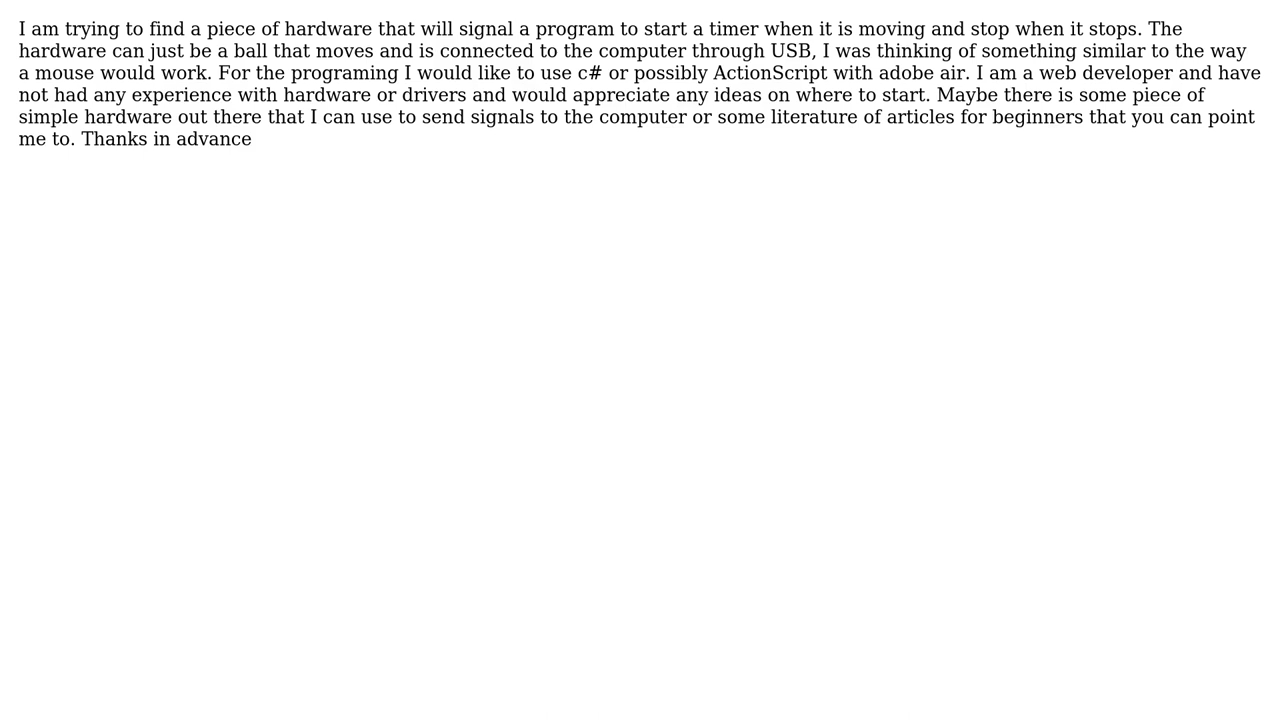 I am trying to find a piece of hardware that will signal a program to start a timer when it is moving and stop when it stops. The
hardware can just be a ball that moves and is connected to the computer through USB, I was thinking of something similar to the way
a mouse would work. For the programing I would like to use c# or possibly ActionScript with adobe air. I am a web developer and have
not had any experience with hardware or drivers and would appreciate any ideas on where to start. Maybe there is some piece of
simple hardware out there that I can use to send signals to the computer or some literature of articles for beginners that you can point
me to. Thanks in advance